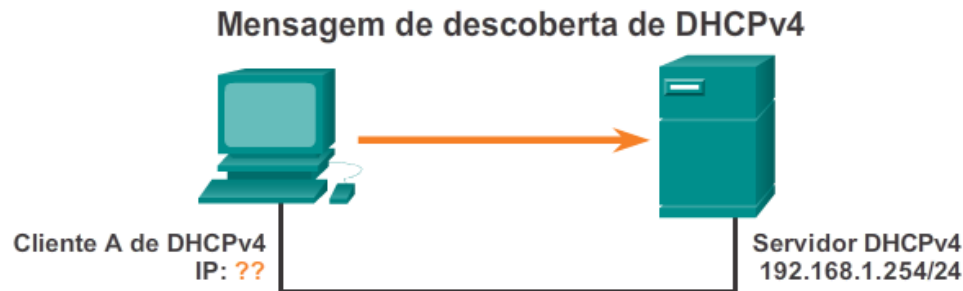 Mensagem de descoberta de DHCPv4
Cliente A de DHCPv4
IP: ??
Servidor DHCPv4
192.168.1.254/24